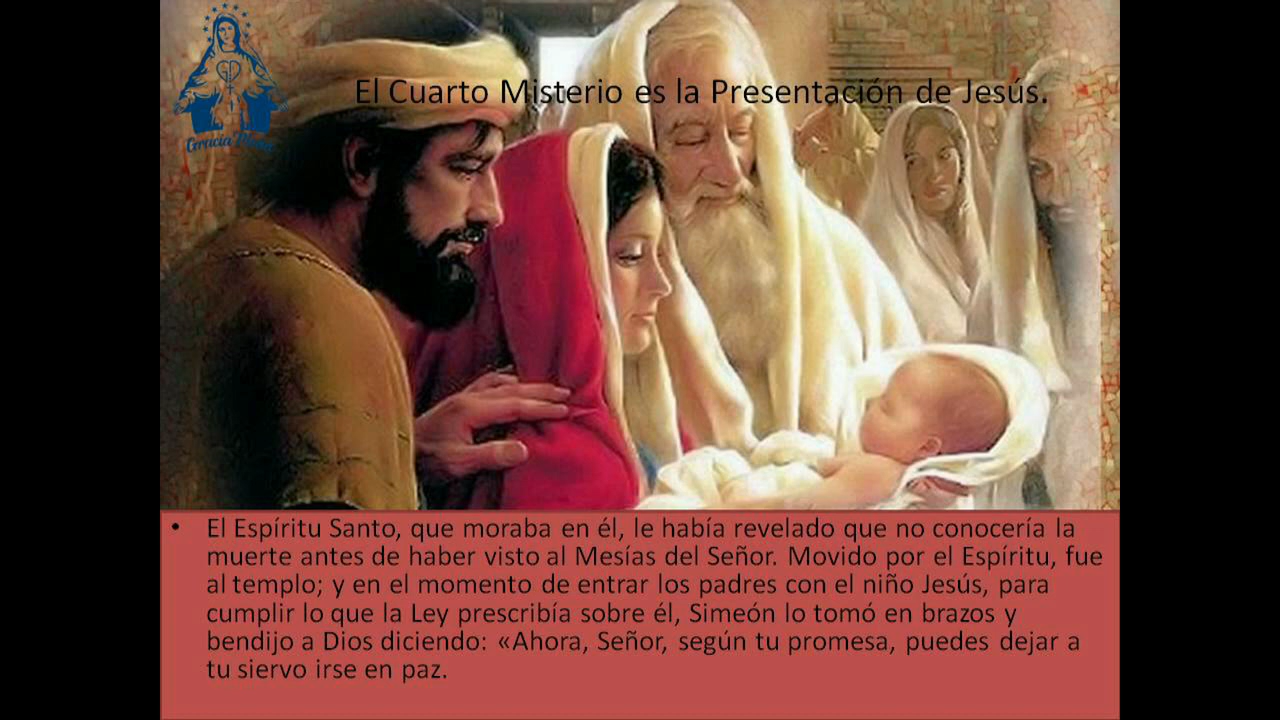 El Cuarto Misterio es la Presentación de Jesús.
Gracia Plena
• El Espíritu Santo, que moraba en él, le había revelado que no conocería la
muerte antes de haber visto al Mesías del Señor. Movido por el Espíritu, fue
al templo; y en el momento de entrar los padres con el niño Jesús, para
cumplir lo que la Ley prescribía sobre él, Simeón lo tomó en brazos y
bendijo a Dios diciendo: «Ahora, Señor, según tu promesa, puedes dejar a
tu siervo irse en paz.